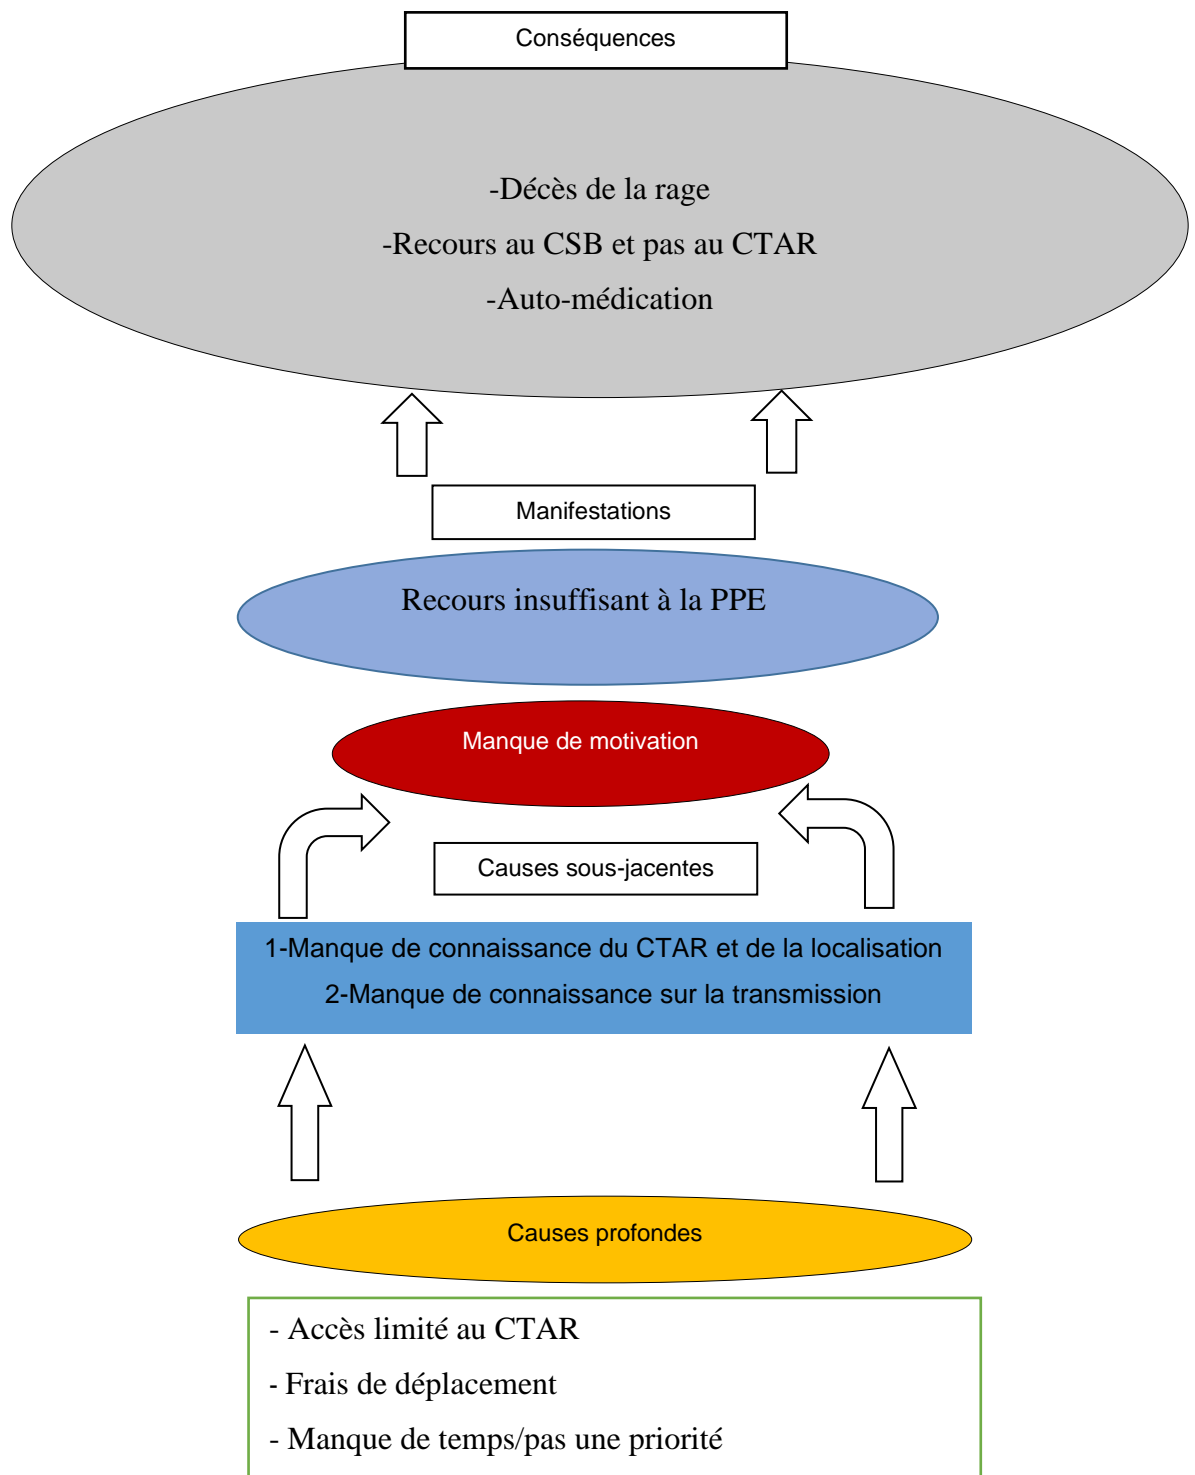 Conséquences
-Décès de la rage
-Recours au CSB et pas au CTAR
-Auto-médication
Manifestations
Recours insuffisant à la PPE
Manque de motivation
Causes sous-jacentes
1-Manque de connaissance du CTAR et de la localisation
2-Manque de connaissance sur la transmission
Causes profondes
- Accès limité au CTAR
- Frais de déplacement
- Manque de temps/pas une priorité